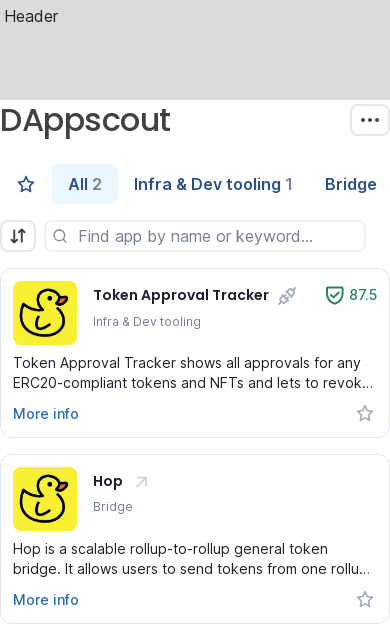 Header
DAppscout
All 2
Infra & Dev tooling 1
Bridge
Find app by name or keyword...
Token Approval Tracker
87.5
Infra & Dev tooling
Token Approval Tracker shows all approvals for any
ERC20-compliant tokens and NFTs and lets to revok...
More info
Hop
Bridge
Hop is a scalable rollup-to-rollup general token
bridge. It allows users to send tokens from one rollu...
More info